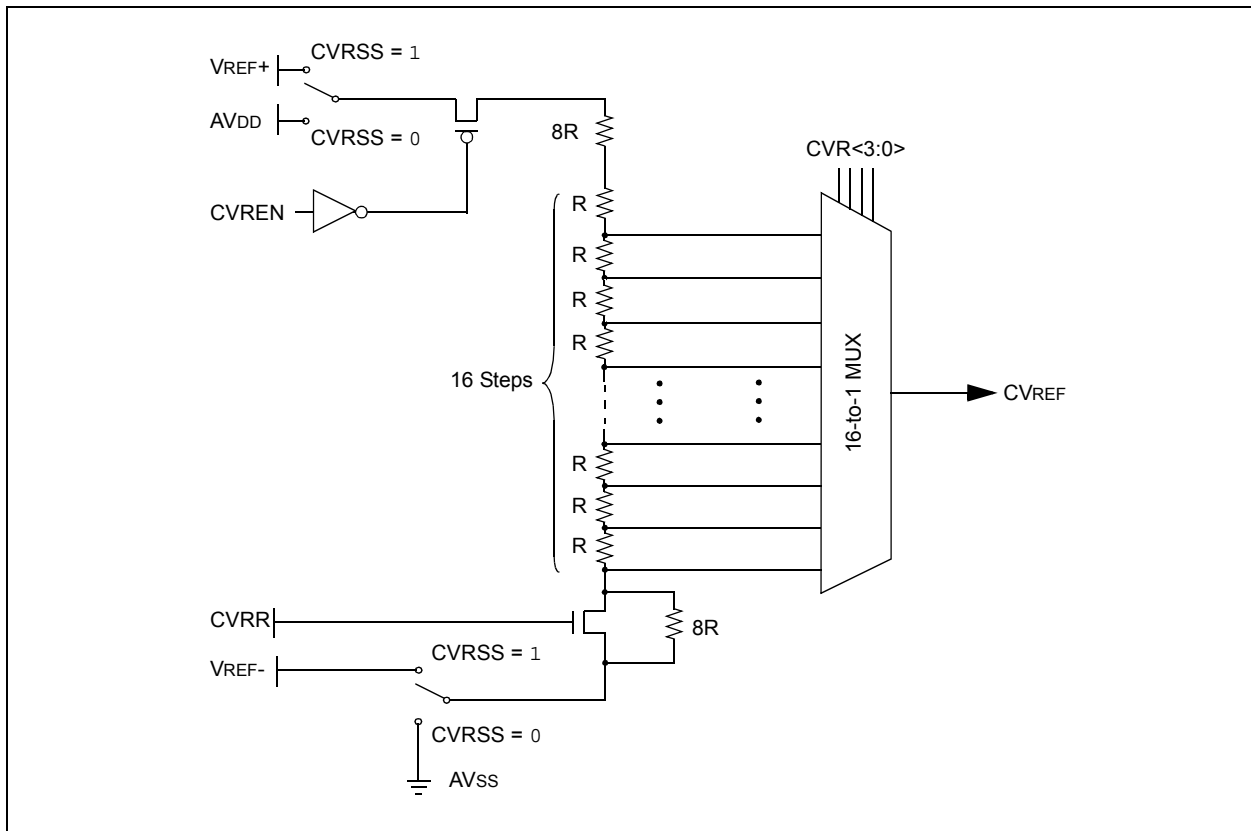 CVRSS = 1
VREF+
AVDD
CVRSS = 0
8R
CVR<3:0>
CVREN
R
R
R
R
16 Steps
16-to-1 MUX
CVREF
R
R
R
CVRR
8R
CVRSS = 1
VREF-
CVRSS = 0
AVSS